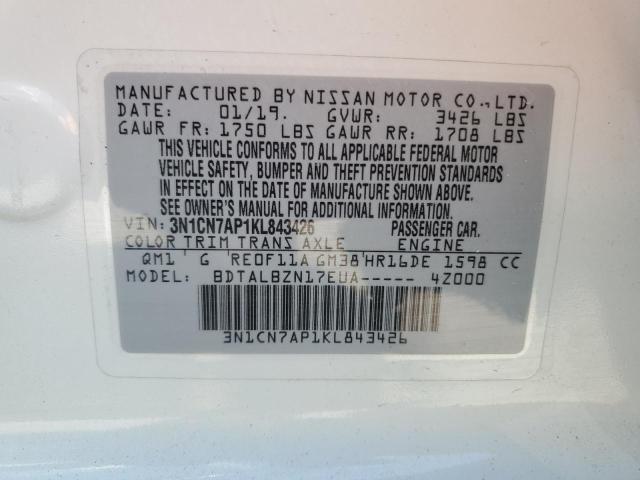 MANUFACTURED BY NISSAN MOTOR CO., LTD.
DATE: 01/19. GVWR: 3426 LBS
GAWR FR: 1750 LBS GAWR RR: 1708 LBS
THIS VEHICLE CONFORMS TO ALL APPLICABLE FEDERAL MOTOR
VEHICLE SAFETY, BUMPER AND THEFT PREVENTION STANDARDS
IN EFFECT ON THE DATE OF MANUFACTURE SHOWN ABOVE.
SEE OWNER'S MANUAL FOR ADDITIONAL INFORMATION.
VIN: 3N1CN7AP1KL843426 PASSENGER CAR.
COLOR TRIM TRANS AXLE ENGINE
QM1 ' G ' RE0F11A GM38 ' HR16DE 1598 CC
MODEL: BDTALBZN17EUA----- 4Z000
3N1CN7AP1KL843426